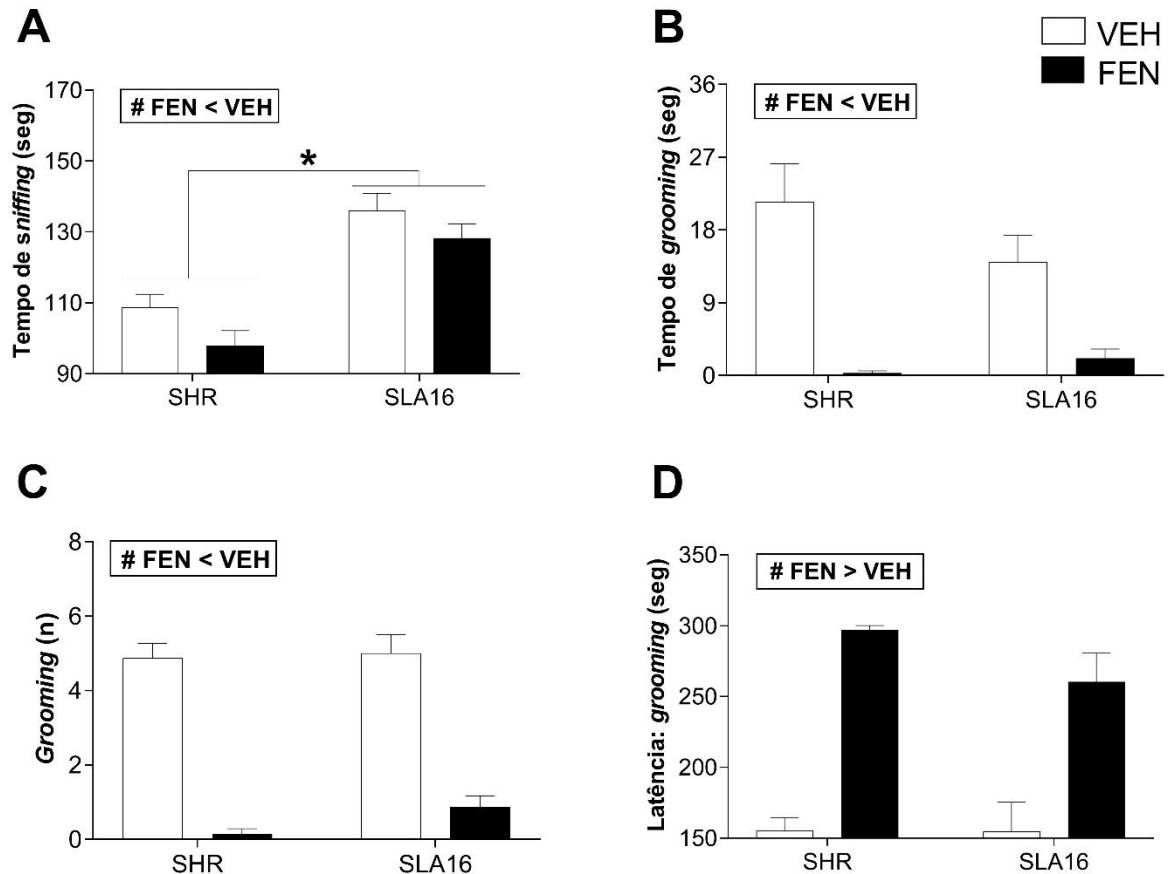 A
# FEN < VEH
*
Tempo de sniffing (seg)
170
150
130
110
90
SHR
SLA16
B
VEH
FEN
# FEN < VEH
Tempo de grooming (seg)
36
27
18
9
0
SHR
SLA16
C
# FEN < VEH
Grooming (n)
8
6
4
2
0
SHR
SLA16
D
# FEN > VEH
Latência: grooming (seg)
350
300
250
200
150
SHR
SLA16